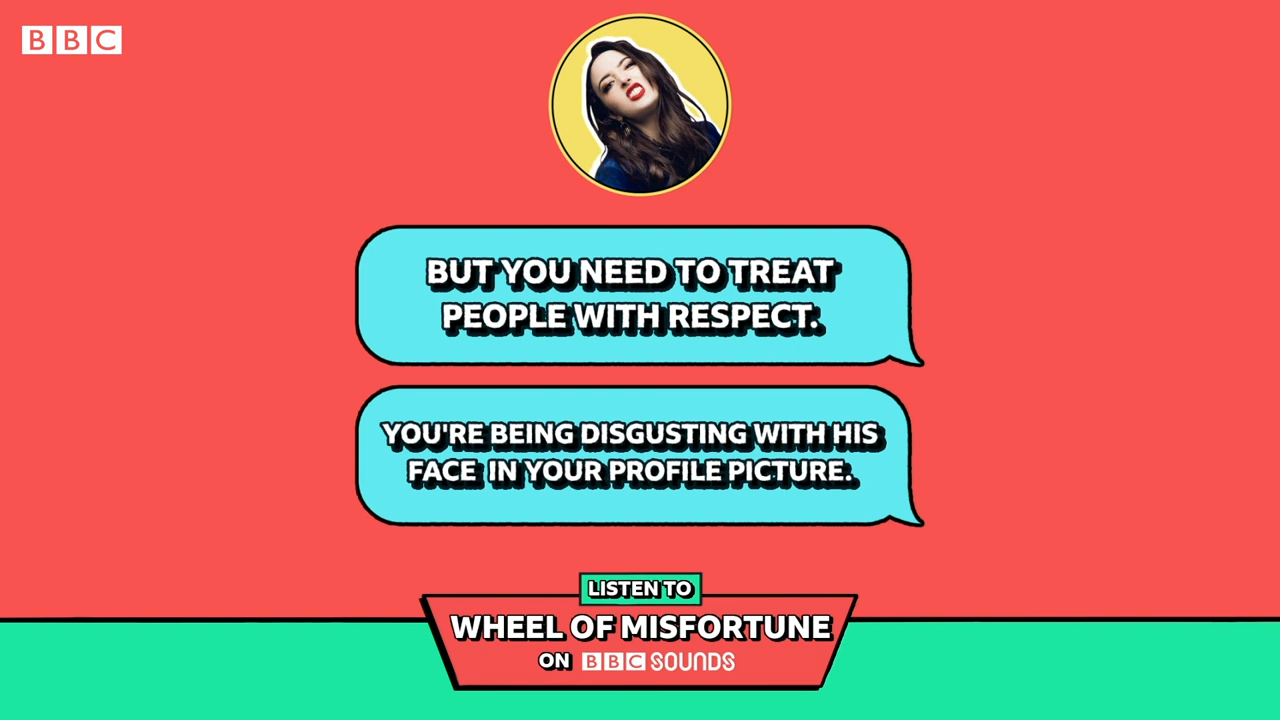 BBC
BUT YOU NEED TO TREAT
PEOPLE WITH RESPECT.
YOU'RE BEING DISGUSTING WITH HIS
FACE IN YOUR PROFILE PICTURE.
LISTEN TO
WHEEL OF MISFORTUNE
ON BBC SOUNDS